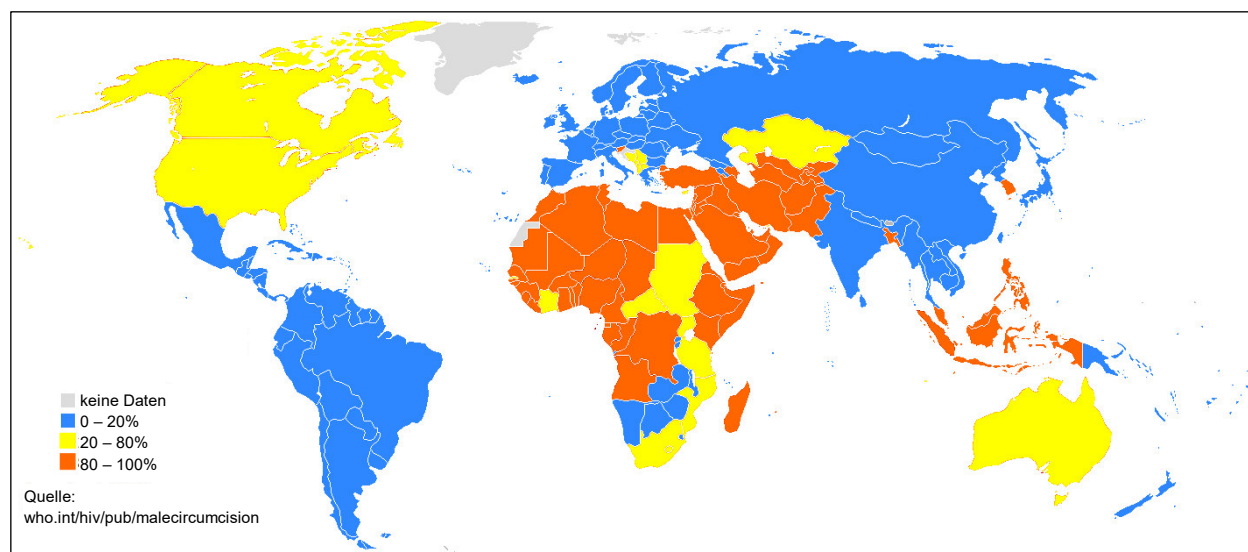 keine Daten
0 – 20%
20 – 80%
80 – 100%
Quelle:
who.int/hiv/pub/malecircumcision